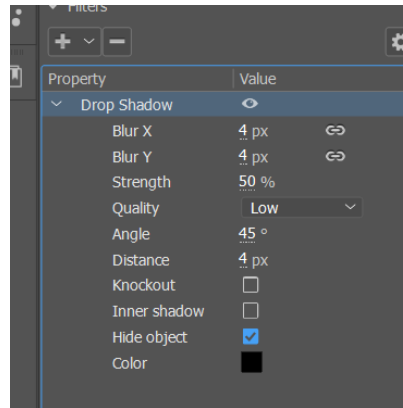 Filters
Property Value
Drop Shadow
Blur X 4 px
Blur Y 4 px
Strength 50 %
Quality Low
Angle 45 °
Distance 4 px
Knockout
Inner shadow
Hide object
Color